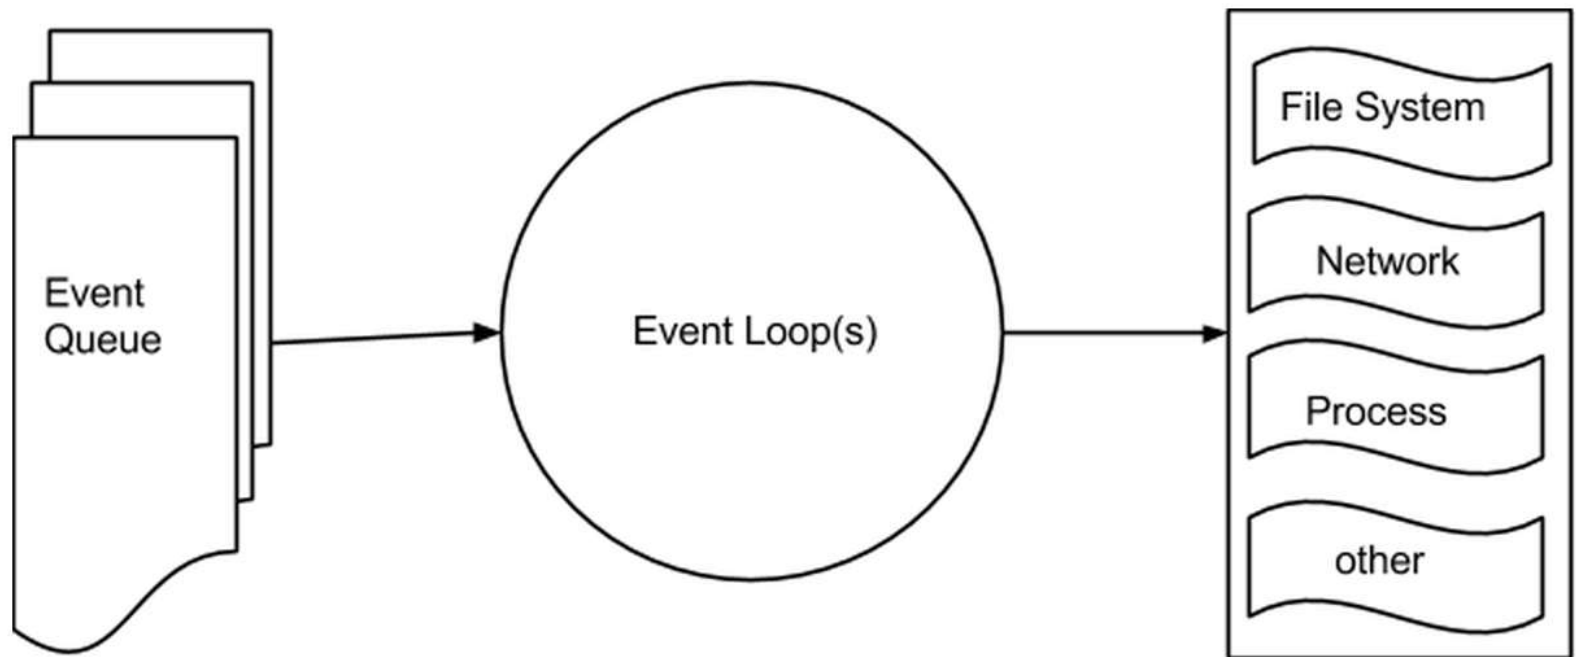 Event
Queue
Event Loop(s)
File System
Network
Process
other